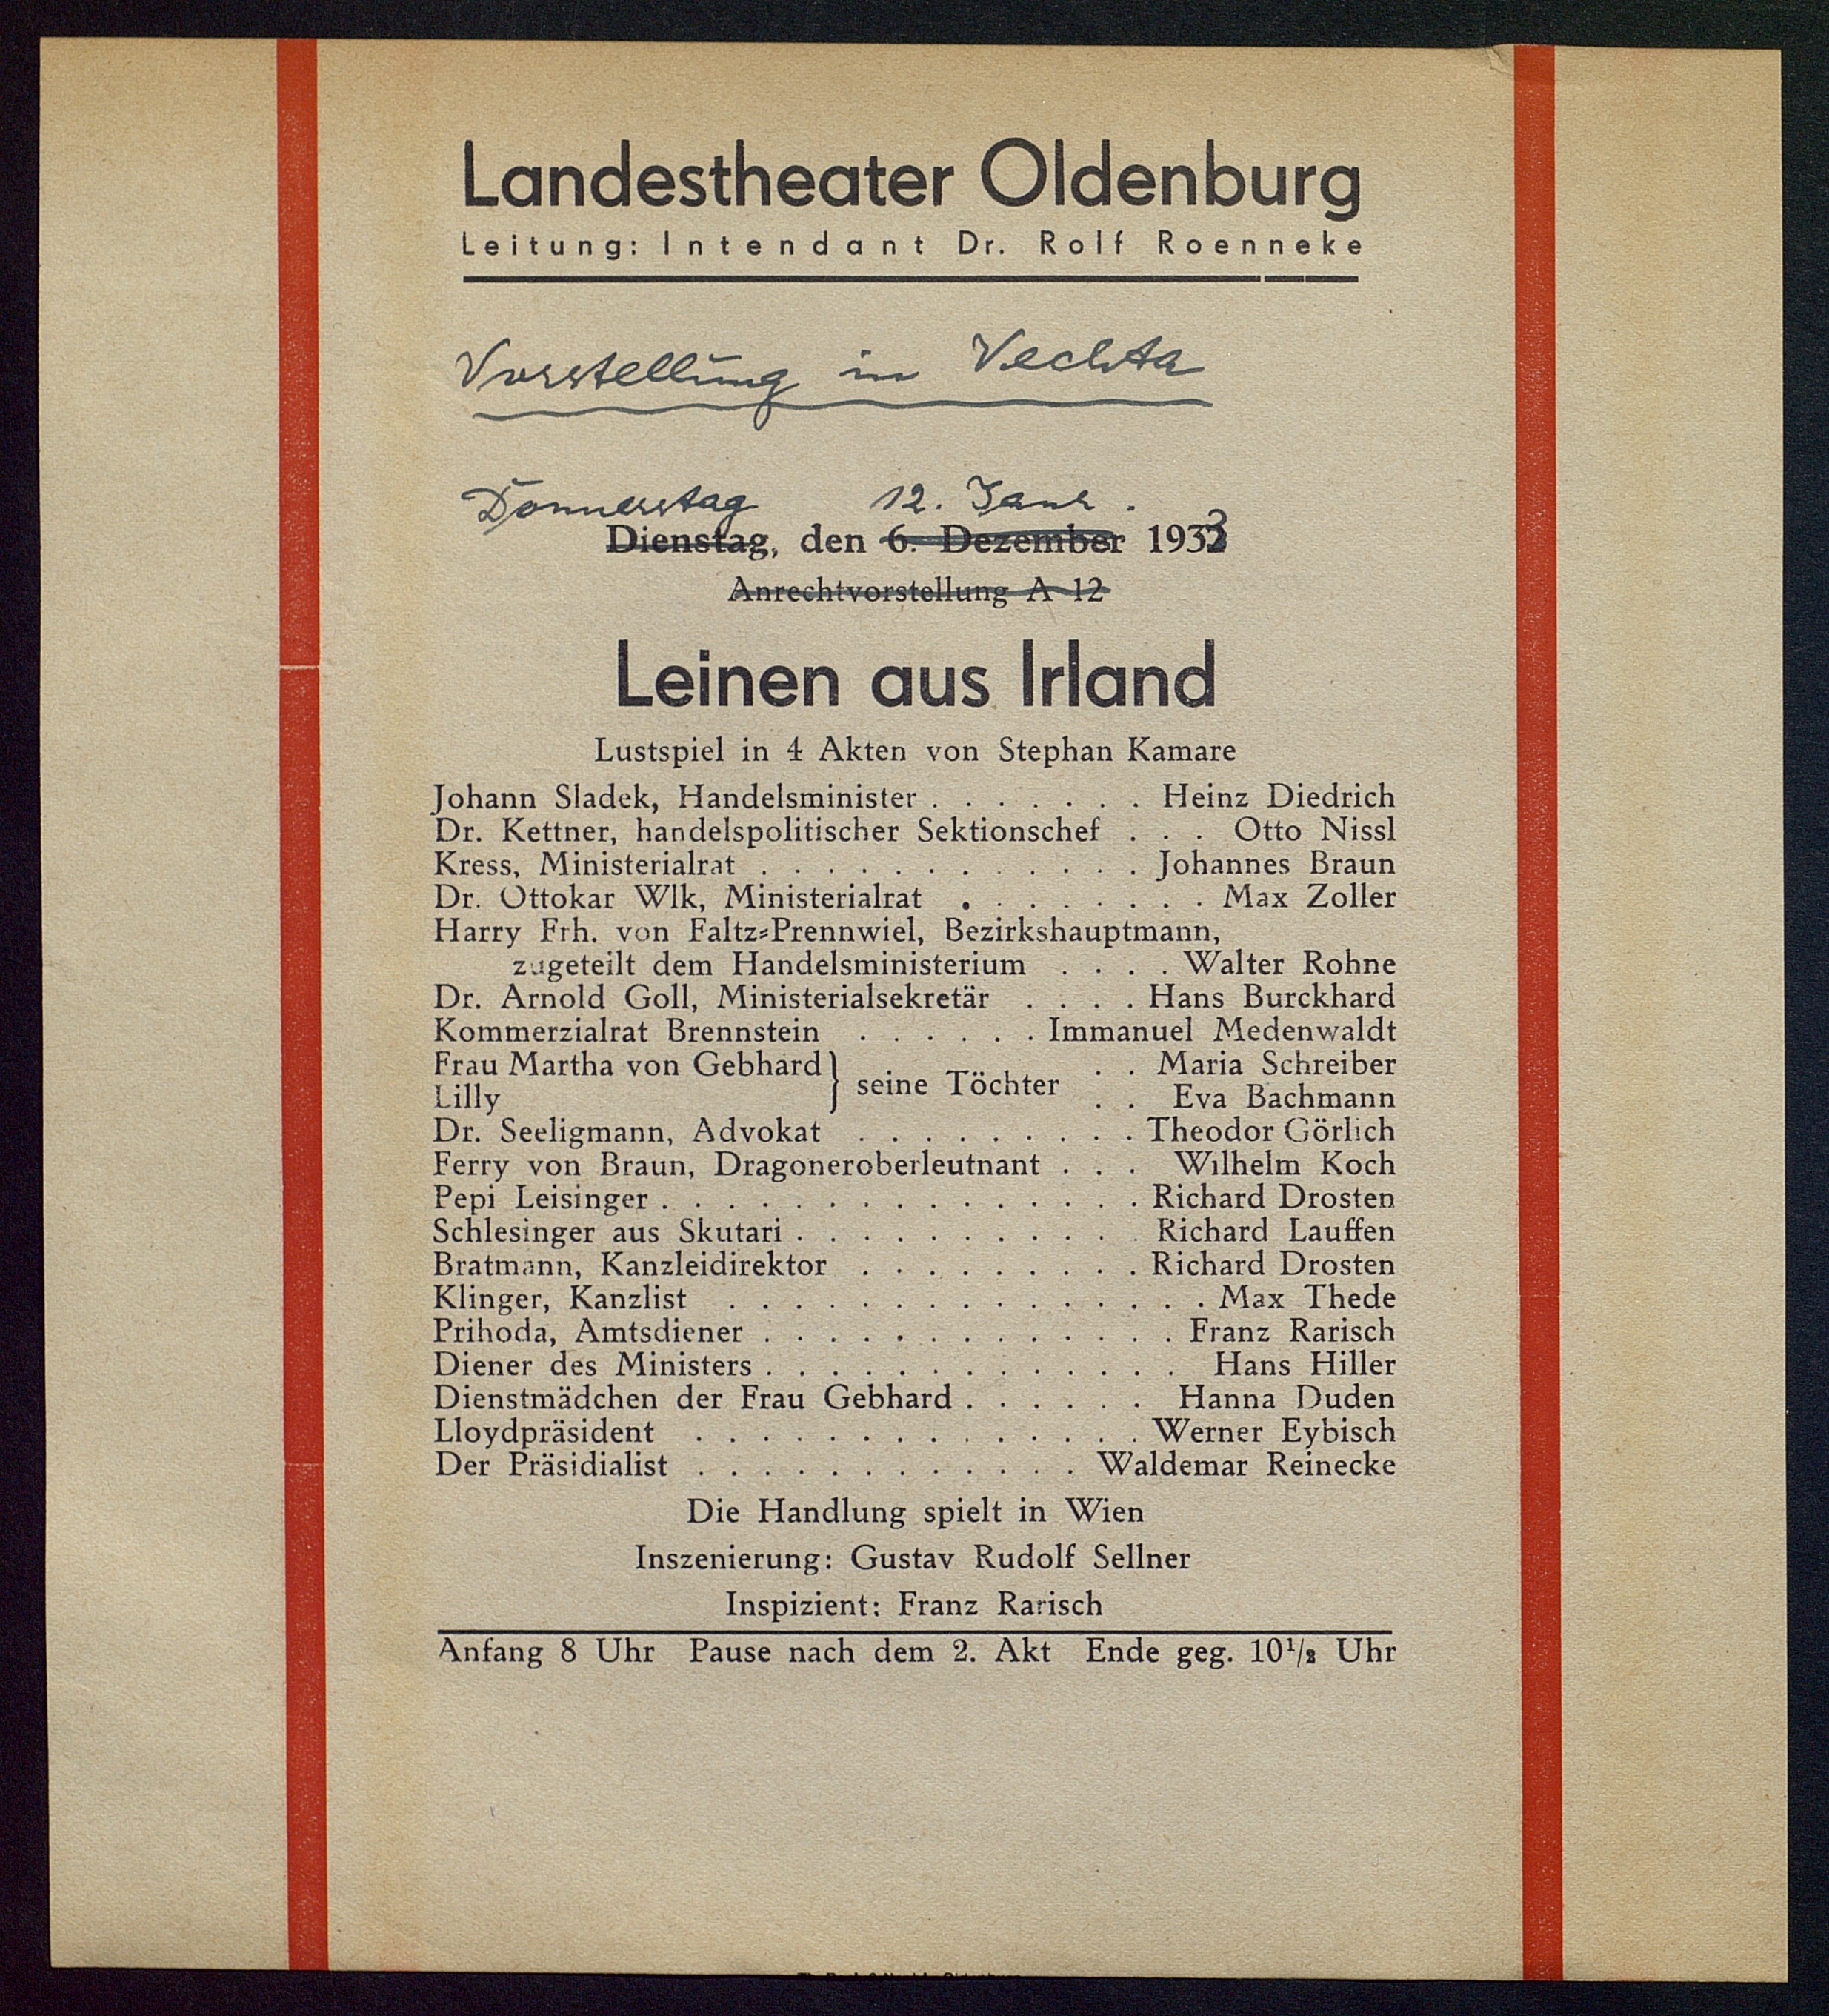 Landestheater Oldenburg
Leitung: Intendant Dr. Rolf Roenneke
Vorstellung in Vechta
Donnerstag 12. Janr.
Dienstag, den 6. Dezember 1933
Anrechtvorstellung A 12
Leinen aus Irland
Lustspiel in 4 Akten von Stephan Kamare
Johann Sladek, Handelsminister . . . . . . . Heinz Diedrich
Dr. Kettner, handelspolitischer Sektionschef . . . Otto Nissl
Kress, Ministerialrat . . . . . . . . . . . . Johannes Braun
Dr. Ottokar Wlk, Ministerialrat . . . . . . . . Max Zoller
Harry Frh. von Faltz-Prennwiel, Bezirkshauptmann,
zugeteilt dem Handelsministerium . . . . Walter Rohne
Dr. Arnold Goll, Ministerialsekretär . . . . Hans Burckhard
Kommerzialrat Brennstein . . . . . . Immanuel Medenwaldt
Frau Martha von Gebhard } seine Töchter . . Maria Schreiber
Lilly . . Eva Bachmann
Dr. Seeligmann, Advokat . . . . . . . . . Theodor Görlich
Ferry von Braun, Dragoneroberleutnant . . . Wilhelm Koch
Pepi Leisinger . . . . . . . . . . . . . . . Richard Drosten
Schlesinger aus Skutari . . . . . . . . . . . Richard Lauffen
Bratmann, Kanzleidirektor . . . . . . . . . Richard Drosten
Klinger, Kanzlist . . . . . . . . . . . . . . . Max Thede
Prihoda, Amtsdiener . . . . . . . . . . . . . Franz Rarisch
Diener des Ministers . . . . . . . . . . . . . Hans Hiller
Dienstmädchen der Frau Gebhard . . . . . . Hanna Duden
Lloydpräsident . . . . . . . . . . . . . . Werner Eybisch
Der Präsidialist . . . . . . . . . . . . Waldemar Reinecke
Die Handlung spielt in Wien
Inszenierung: Gustav Rudolf Sellner
Inspizient: Franz Rarisch
Anfang 8 Uhr Pause nach dem 2. Akt Ende geg. 10¹/₂ Uhr